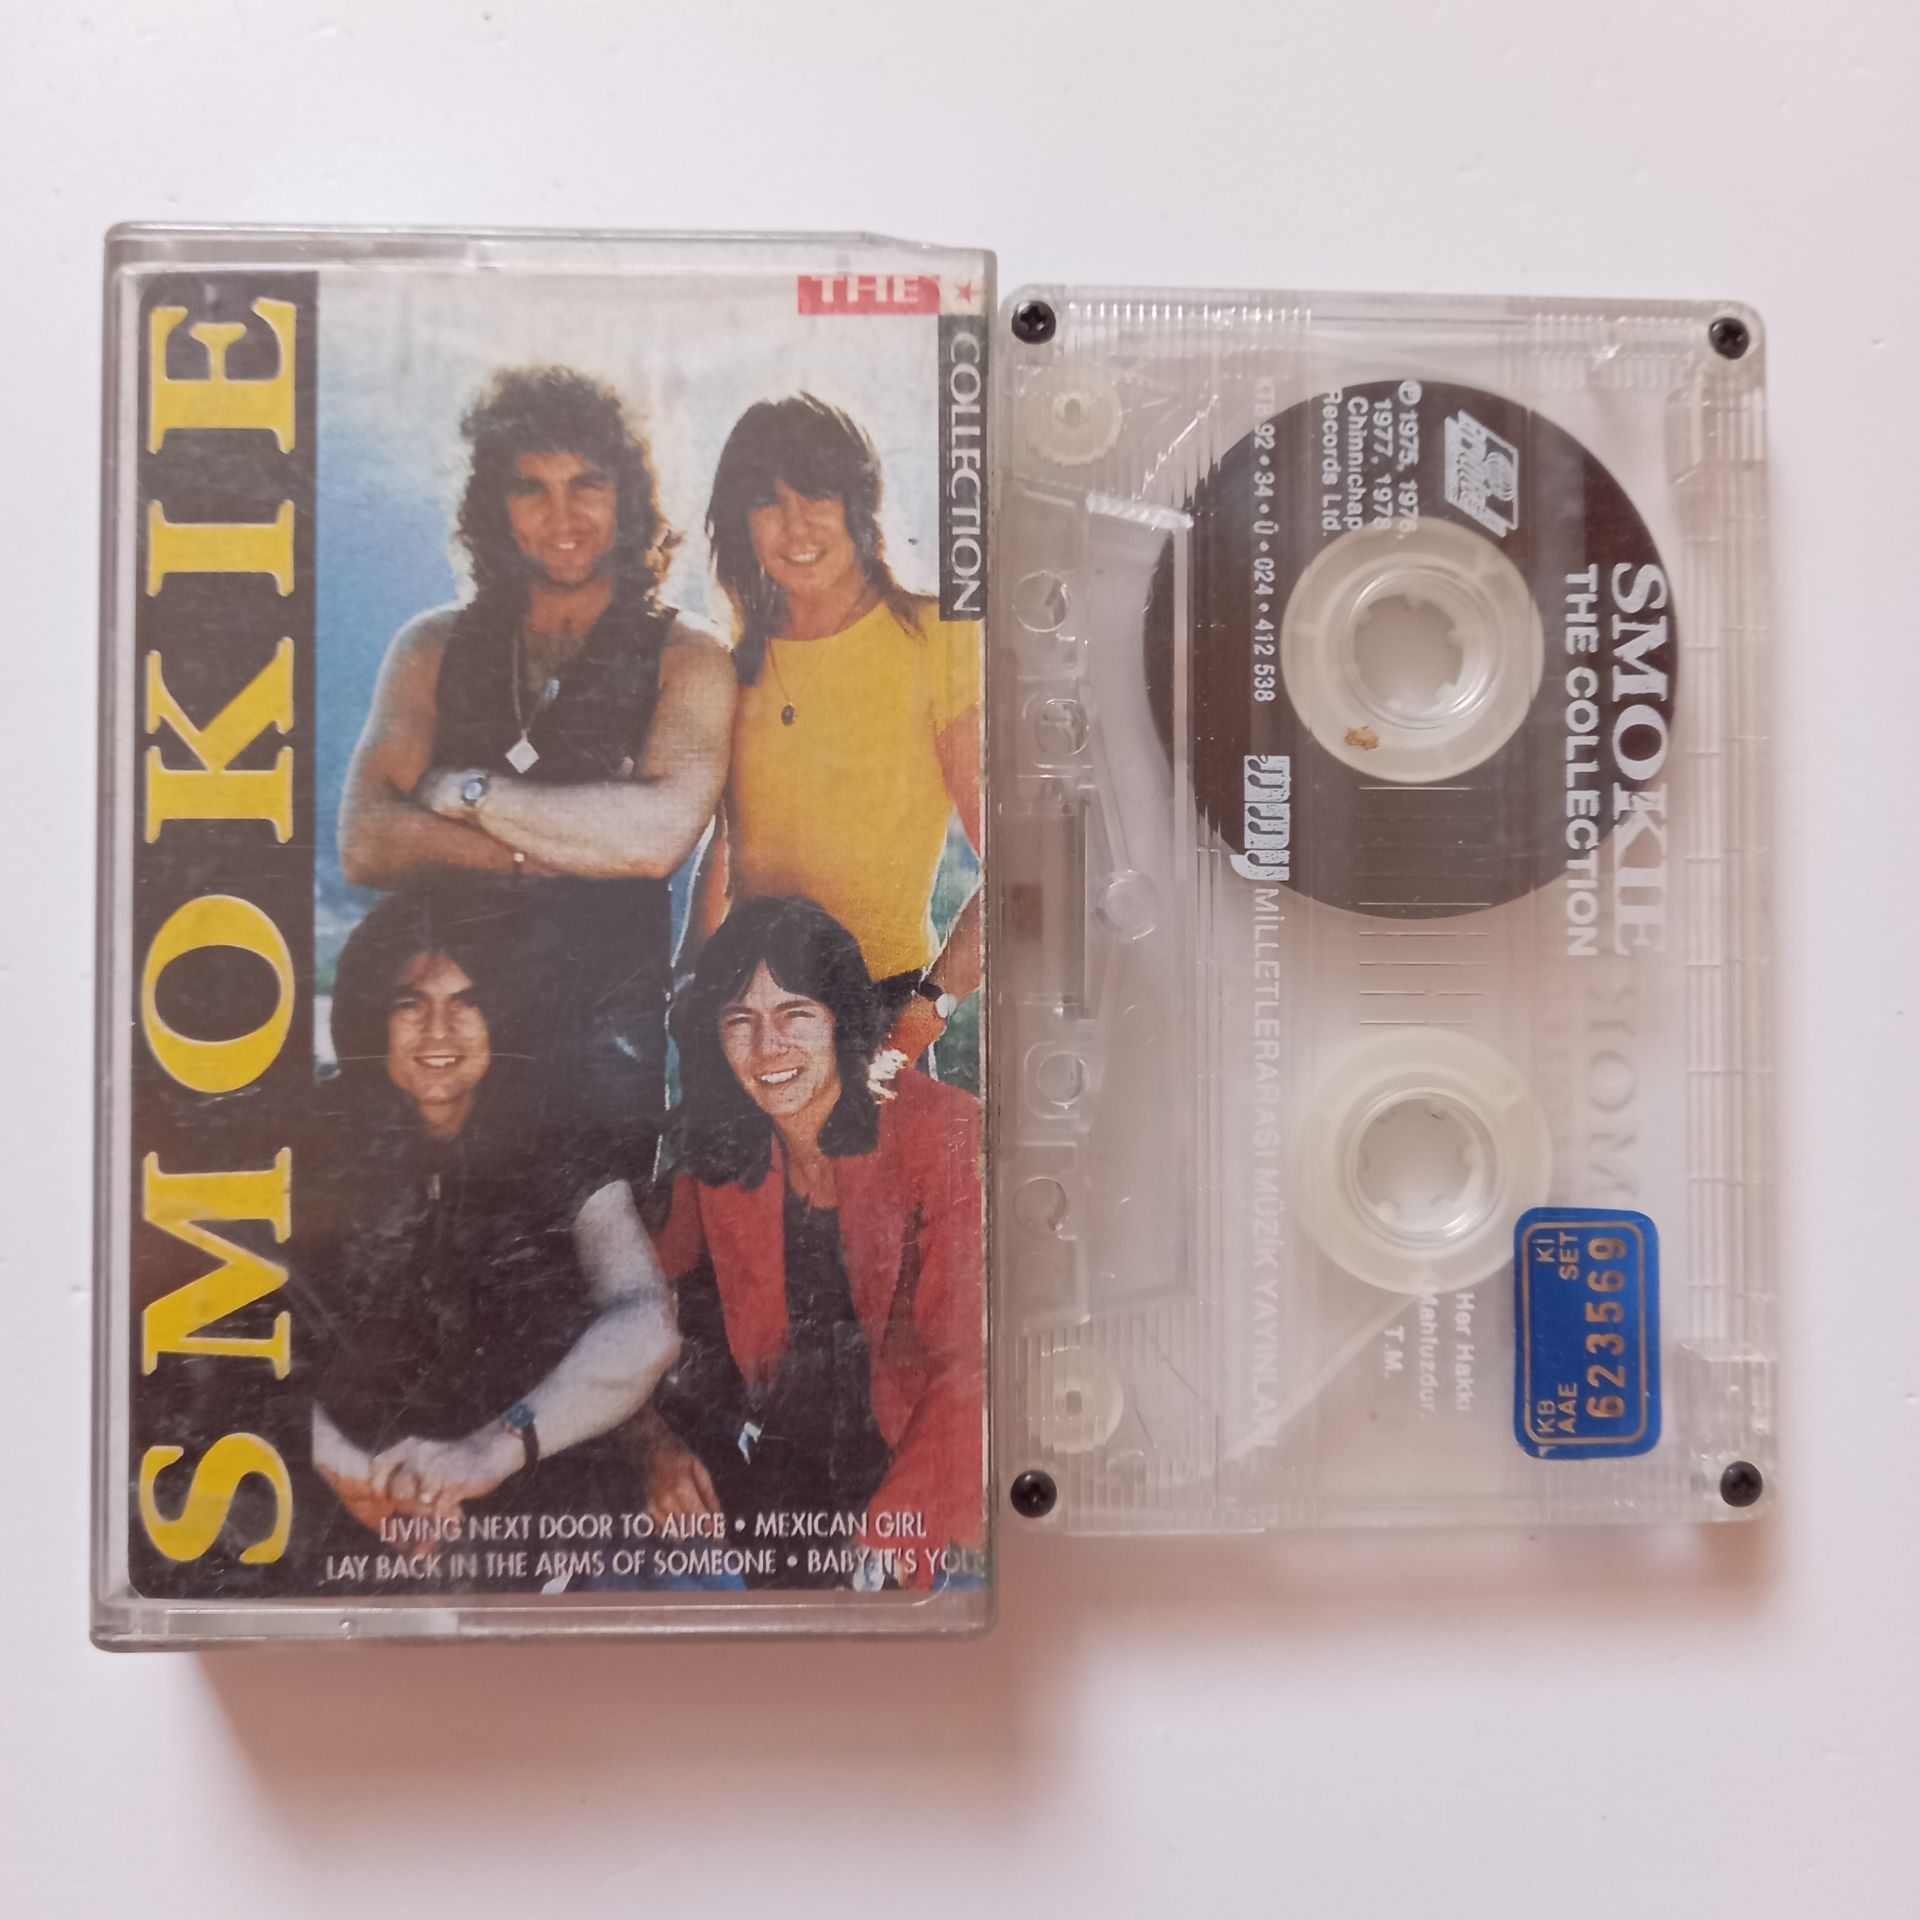 SMOKIE
THE
COLLECTION
LIVING NEXT DOOR TO ALICE • MEXICAN GIRL
LAY BACK IN THE ARMS OF SOMEONE • BABY IT'S YOU
SMOKIE
THE COLLECTION
℗ 1975, 1976,
1977, 1978
Chinnichap
Records Ltd.
KTB•92•34•Ü•024•412 538
MİLLETLERARASI MÜZİK YAYINLARI
Her Hakkı
Mahfuzdur.
T.M.
KB Kİ
AAE SET
623569